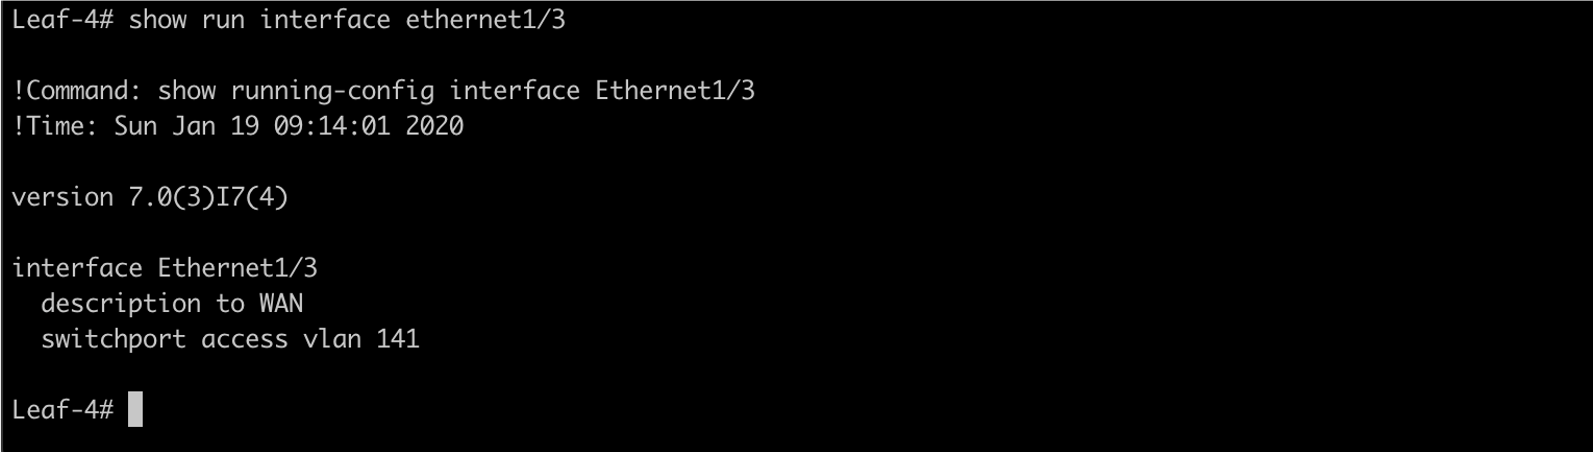 Leaf-4# show run interface ethernet1/3
!Command: show running-config interface Ethernet1/3
!Time: Sun Jan 19 09:14:01 2020
version 7.0(3)I7(4)
interface Ethernet1/3
  description to WAN
  switchport access vlan 141
Leaf-4#